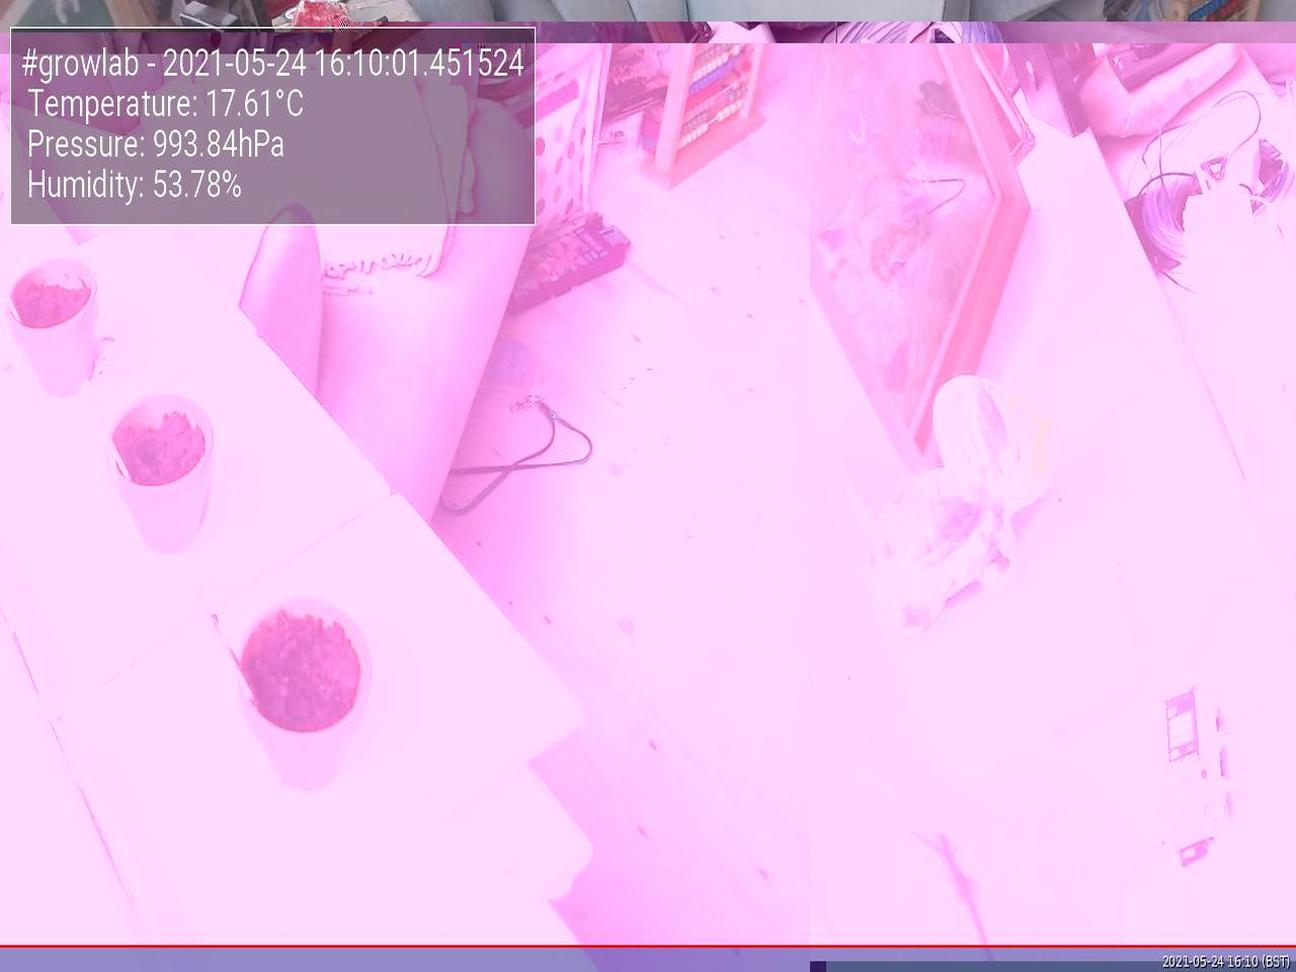 #growlab - 2021-05-24 16:10:01.451524
Temperature: 17.61°C
Pressure: 993.84hPa
Humidity: 53.78%
2021-05-24 16:10 (BST)